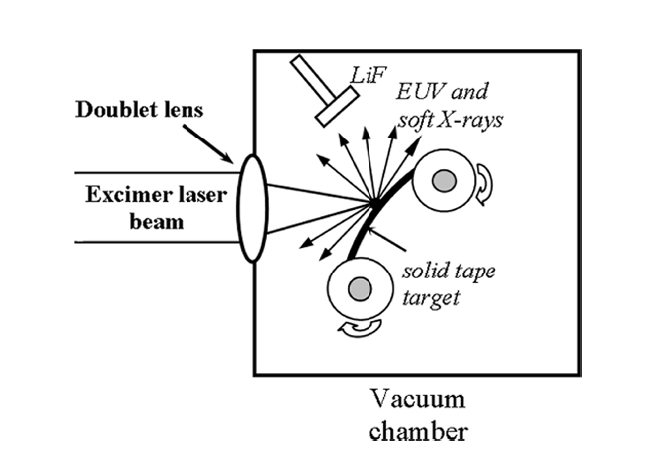 LiF
EUV and
soft X-rays
Doublet lens
Excimer laser
beam
solid tape
target
Vacuum
chamber